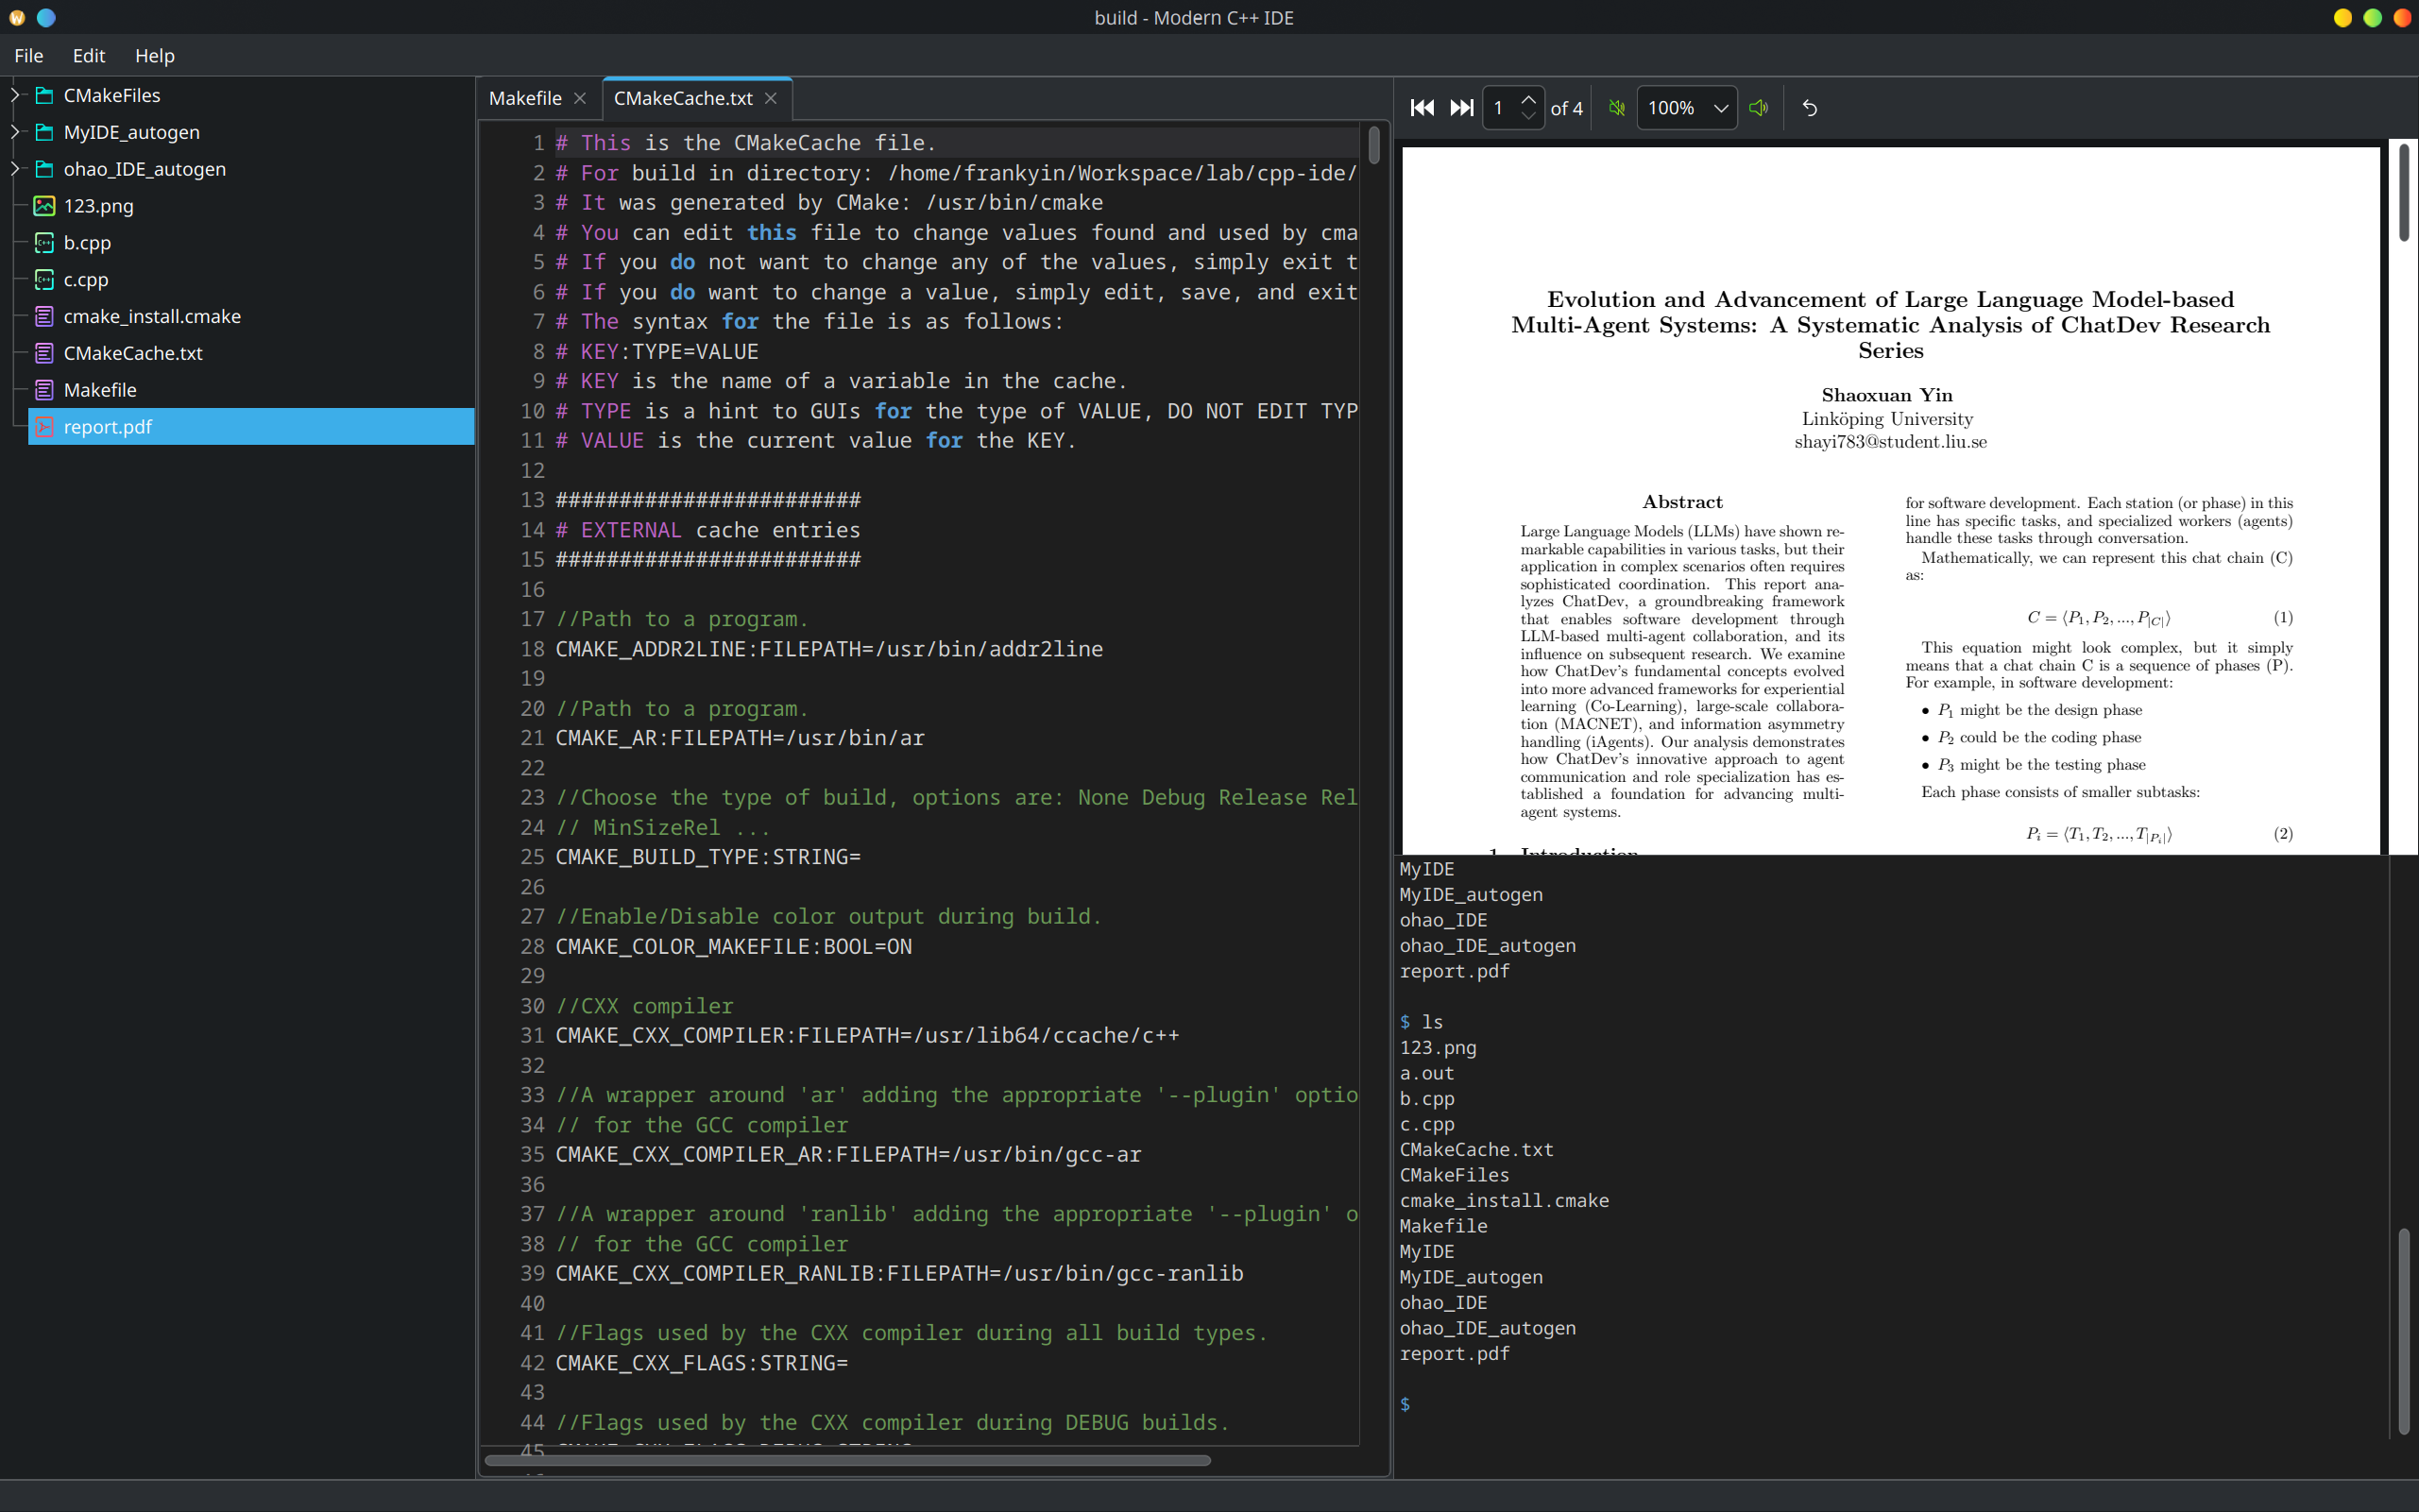 build - Modern C++ IDE
File Edit Help
CMakeFiles
MyIDE_autogen
ohao_IDE_autogen
123.png
b.cpp
c.cpp
cmake_install.cmake
CMakeCache.txt
Makefile
report.pdf
Makefile CMakeCache.txt
1 # This is the CMakeCache file.
2 # For build in directory: /home/frankyin/Workspace/lab/cpp-ide/
3 # It was generated by CMake: /usr/bin/cmake
4 # You can edit this file to change values found and used by cma
5 # If you do not want to change any of the values, simply exit t
6 # If you do want to change a value, simply edit, save, and exit
7 # The syntax for the file is as follows:
8 # KEY:TYPE=VALUE
9 # KEY is the name of a variable in the cache.
10 # TYPE is a hint to GUIs for the type of VALUE, DO NOT EDIT TYP
11 # VALUE is the current value for the KEY.
12
13 ########################
14 # EXTERNAL cache entries
15 ########################
16
17 //Path to a program.
18 CMAKE_ADDR2LINE:FILEPATH=/usr/bin/addr2line
19
20 //Path to a program.
21 CMAKE_AR:FILEPATH=/usr/bin/ar
22
23 //Choose the type of build, options are: None Debug Release Rel
24 // MinSizeRel ...
25 CMAKE_BUILD_TYPE:STRING=
26
27 //Enable/Disable color output during build.
28 CMAKE_COLOR_MAKEFILE:BOOL=ON
29
30 //CXX compiler
31 CMAKE_CXX_COMPILER:FILEPATH=/usr/lib64/ccache/c++
32
33 //A wrapper around 'ar' adding the appropriate '--plugin' optio
34 // for the GCC compiler
35 CMAKE_CXX_COMPILER_AR:FILEPATH=/usr/bin/gcc-ar
36
37 //A wrapper around 'ranlib' adding the appropriate '--plugin' o
38 // for the GCC compiler
39 CMAKE_CXX_COMPILER_RANLIB:FILEPATH=/usr/bin/gcc-ranlib
40
41 //Flags used by the CXX compiler during all build types.
42 CMAKE_CXX_FLAGS:STRING=
43
44 //Flags used by the CXX compiler during DEBUG builds.
45
1 of 4 100%
Evolution and Advancement of Large Language Model-based
Multi-Agent Systems: A Systematic Analysis of ChatDev Research
Series
Shaoxuan Yin
Linköping University
shayi783@student.liu.se
Abstract
Large Language Models (LLMs) have shown re-
markable capabilities in various tasks, but their
application in complex scenarios often requires
sophisticated coordination. This report ana-
lyzes ChatDev, a groundbreaking framework
that enables software development through
LLM-based multi-agent collaboration, and its
influence on subsequent research. We examine
how ChatDev's fundamental concepts evolved
into more advanced frameworks for experiential
learning (Co-Learning), large-scale collabora-
tion (MACNET), and information asymmetry
handling (iAgents). Our analysis demonstrates
how ChatDev's innovative approach to agent
communication and role specialization has es-
tablished a foundation for advancing multi-
agent systems.
1 Introduction
for software development. Each station (or phase) in this
line has specific tasks, and specialized workers (agents)
handle these tasks through conversation.
Mathematically, we can represent this chat chain (C)
as:
C = ⟨P₁, P₂, ..., P|C|⟩ (1)
This equation might look complex, but it simply
means that a chat chain C is a sequence of phases (P).
For example, in software development:
• P₁ might be the design phase
• P₂ could be the coding phase
• P₃ might be the testing phase
Each phase consists of smaller subtasks:
Pᵢ = ⟨T₁, T₂, ..., T|Pᵢ|⟩ (2)
MyIDE
MyIDE_autogen
ohao_IDE
ohao_IDE_autogen
report.pdf
$ ls
123.png
a.out
b.cpp
c.cpp
CMakeCache.txt
CMakeFiles
cmake_install.cmake
Makefile
MyIDE
MyIDE_autogen
ohao_IDE
ohao_IDE_autogen
report.pdf
$